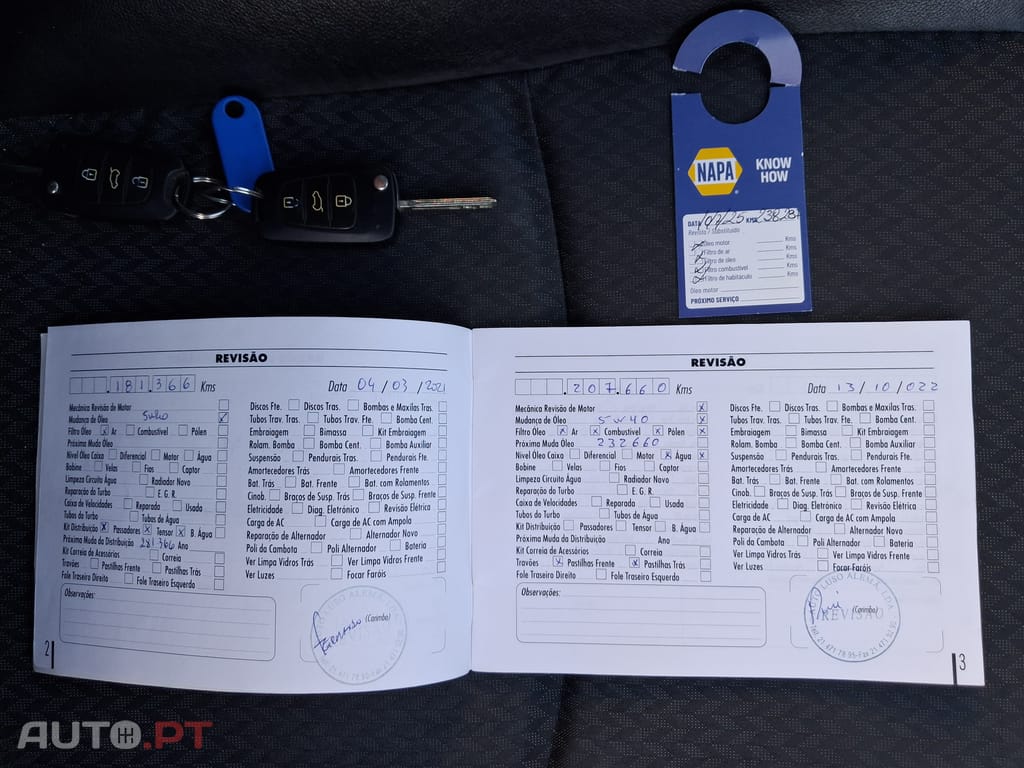 NAPA
KNOW
HOW
DATA KMS
Revisto / Substituído
Óleo motor Kms
Filtro de ar Kms
Filtro de óleo Kms
Filtro combustível Kms
Filtro de habitáculo Kms
Óleo motor
PRÓXIMO SERVIÇO
REVISÃO
181.366 Kms Data 04/03/2021
Mecânica Revisão de Motor
Mudança de Óleo 5w40
Filtro Óleo Ar Combustível Pólen
Próxima Muda Óleo
Nível Óleo Caixa Diferencial Motor Água
Bobine Velas Fios Captor
Limpeza Circuito Água Radiador Novo
Reparação do Turbo E.G.R.
Caixa de Velocidades Reparada Usada
Tubos do Turbo Tubos de Água
Kit Distribuição Passadores Tensor B. Água
Próxima Muda da Distribuição 281.366 Ano
Kit Correia de Acessórios Correia
Travões Pastilhas Frente Pastilhas Trás
Fole Traseiro Direito Fole Traseiro Esquerdo
Observações:
Discos Fte. Discos Tras. Bombas e Maxilas Tras.
Tubos Trav. Tras. Tubos Trav. Fte. Bomba Cent.
Embraiagem Bimassa Kit Embraiagem
Rolam. Bomba Bomba Cent. Bomba Auxiliar
Suspensão Pendurais Tras. Pendurais Fte.
Amortecedores Trás Amortecedores Frente
Bat. Trás Bat. Frente Bat. com Rolamentos
Cinob. Braços de Susp. Trás Braços de Susp. Frente
Eletricidade Diag. Eletrónico Revisão Elétrica
Carga de AC Carga de AC com Ampola
Reparação de Alternador Alternador Novo
Poli da Cambota Poli Alternador Bateria
Ver Limpa Vidros Trás Ver Limpa Vidros Frente
Ver Luzes Focar Faróis
(Carimbo)
2
REVISÃO
207.660 Kms Data 13/10/022
Mecânica Revisão de Motor
Mudança de Óleo 5w40
Filtro Óleo Ar Combustível Pólen
Próxima Muda Óleo 232660
Nível Óleo Caixa Diferencial Motor Água
Bobine Velas Fios Captor
Limpeza Circuito Água Radiador Novo
Reparação do Turbo E.G.R.
Caixa de Velocidades Reparada Usada
Tubos do Turbo Tubos de Água
Kit Distribuição Passadores Tensor B. Água
Próxima Muda da Distribuição Ano
Kit Correia de Acessórios Correia
Travões Pastilhas Frente Pastilhas Trás
Fole Traseiro Direito Fole Traseiro Esquerdo
Observações:
Discos Fte. Discos Tras. Bombas e Maxilas Tras.
Tubos Trav. Tras. Tubos Trav. Fte. Bomba Cent.
Embraiagem Bimassa Kit Embraiagem
Rolam. Bomba Bomba Cent. Bomba Auxiliar
Suspensão Pendurais Tras. Pendurais Fte.
Amortecedores Trás Amortecedores Frente
Bat. Trás Bat. Frente Bat. com Rolamentos
Cinob. Braços de Susp. Trás Braços de Susp. Frente
Eletricidade Diag. Eletrónico Revisão Elétrica
Carga de AC Carga de AC com Ampola
Reparação de Alternador Alternador Novo
Poli da Cambota Poli Alternador Bateria
Ver Limpa Vidros Trás Ver Limpa Vidros Frente
Ver Luzes Focar Faróis
LUSO ALEMÃ, LDA
REVISÃO
(Carimbo)
3
AUTO.PT